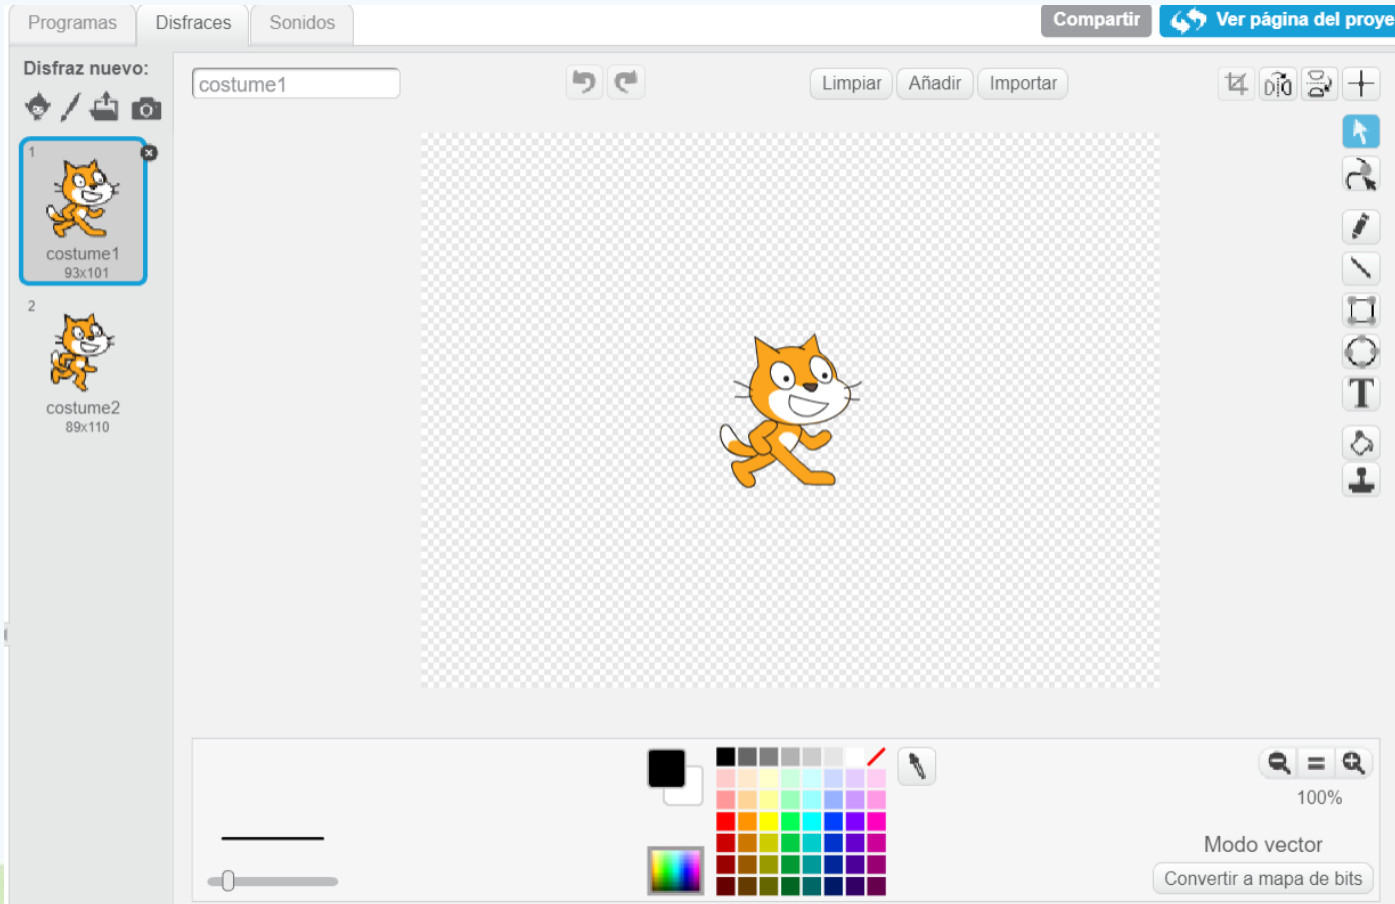 Programas Disfraces Sonidos Compartir Ver página del proye
Disfraz nuevo:
costume1 Limpiar Añadir Importar
1
costume1
93x101
2
costume2
89x110
T
100%
Modo vector
Convertir a mapa de bits